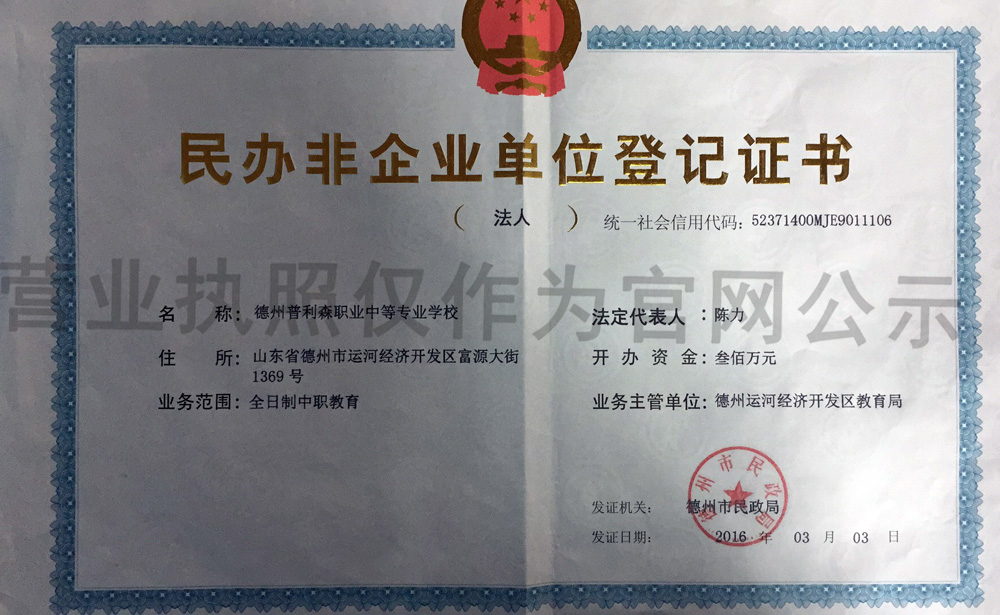 民办非企业单位登记证书
（ 法人 ） 统一社会信用代码：52371400MJE9011106
营业执照仅作为官网公示
名 称：德州普利森职业中等专业学校
法定代表人：陈力
住 所：山东省德州市运河经济开发区富源大街
1369 号
开 办 资 金：叁佰万元
业务范围：全日制中职教育
业务主管单位：德州运河经济开发区教育局
德州市民政局
发证机关： 德州市民政局
发证日期： 2016 年 03 月 03 日